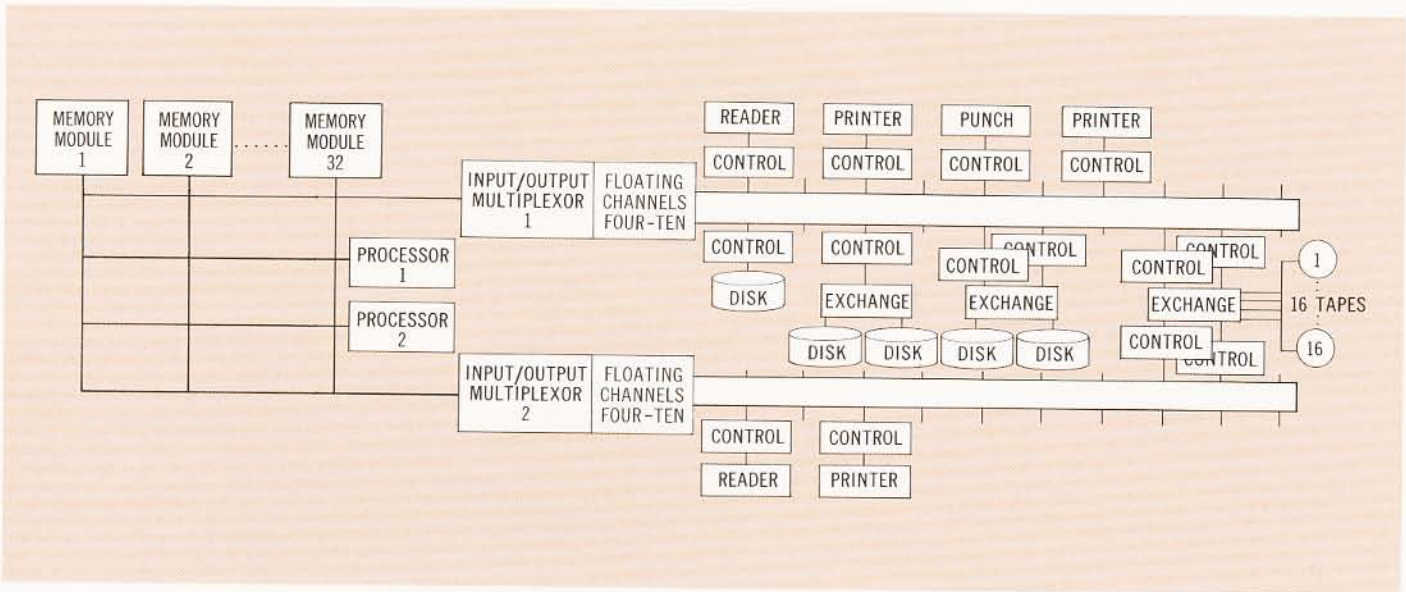 MEMORY
MODULE
1
MEMORY
MODULE
2
......
MEMORY
MODULE
32
INPUT/OUTPUT
MULTIPLEXOR
1
FLOATING
CHANNELS
FOUR-TEN
PROCESSOR
1
PROCESSOR
2
INPUT/OUTPUT
MULTIPLEXOR
2
FLOATING
CHANNELS
FOUR-TEN
READER
PRINTER
PUNCH
PRINTER
CONTROL
CONTROL
CONTROL
CONTROL
CONTROL
CONTROL
CONTROL
CONTROL
CONTROL
CONTROL
DISK
EXCHANGE
EXCHANGE
EXCHANGE
1
16 TAPES
16
DISK
DISK
DISK
DISK
CONTROL
CONTROL
CONTROL
CONTROL
READER
PRINTER